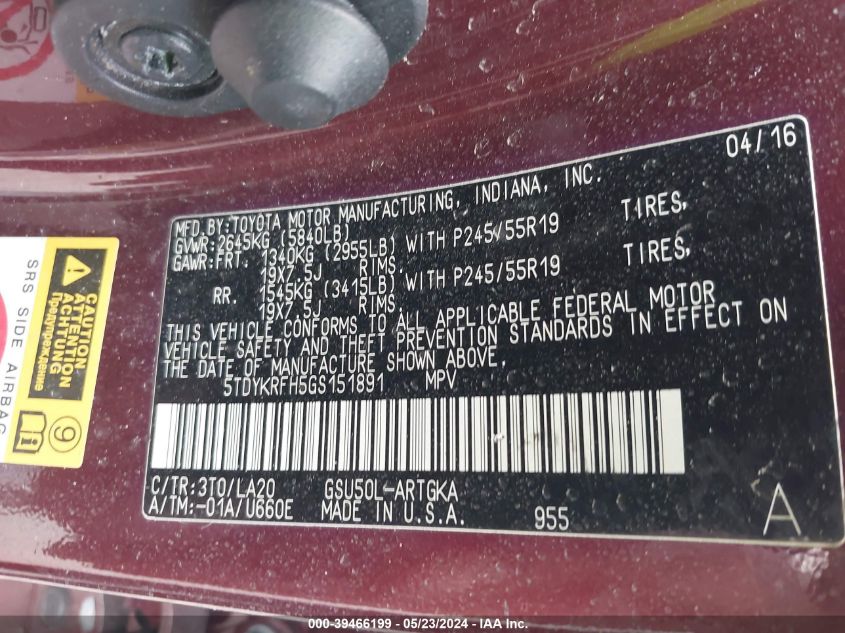 04/16
MFD.BY:TOYOTA MOTOR MANUFACTURING, INDIANA, INC.
GVWR:2645KG (5840LB)
GAWR:FRT. 1340KG (2955LB) WITH P245/55R19 TIRES,
19X7.5J RIMS.
RR. 1545KG (3415LB) WITH P245/55R19 TIRES,
19X7.5J RIMS.
THIS VEHICLE CONFORMS TO ALL APPLICABLE FEDERAL MOTOR
VEHICLE SAFETY AND THEFT PREVENTION STANDARDS IN EFFECT ON
THE DATE OF MANUFACTURE SHOWN ABOVE.
5TDYKRFH5GS151891 MPV
C/TR:3T0/LA20 GSU50L-ARTGKA
A/TM:-01A/U660E MADE IN U.S.A. 955 A
SRS SIDE AIRBAG
CAUTION
ATTENTION
ACHTUNG
Предупреждение
9
000-39466199 — 05/23/2024 — IAA Inc.